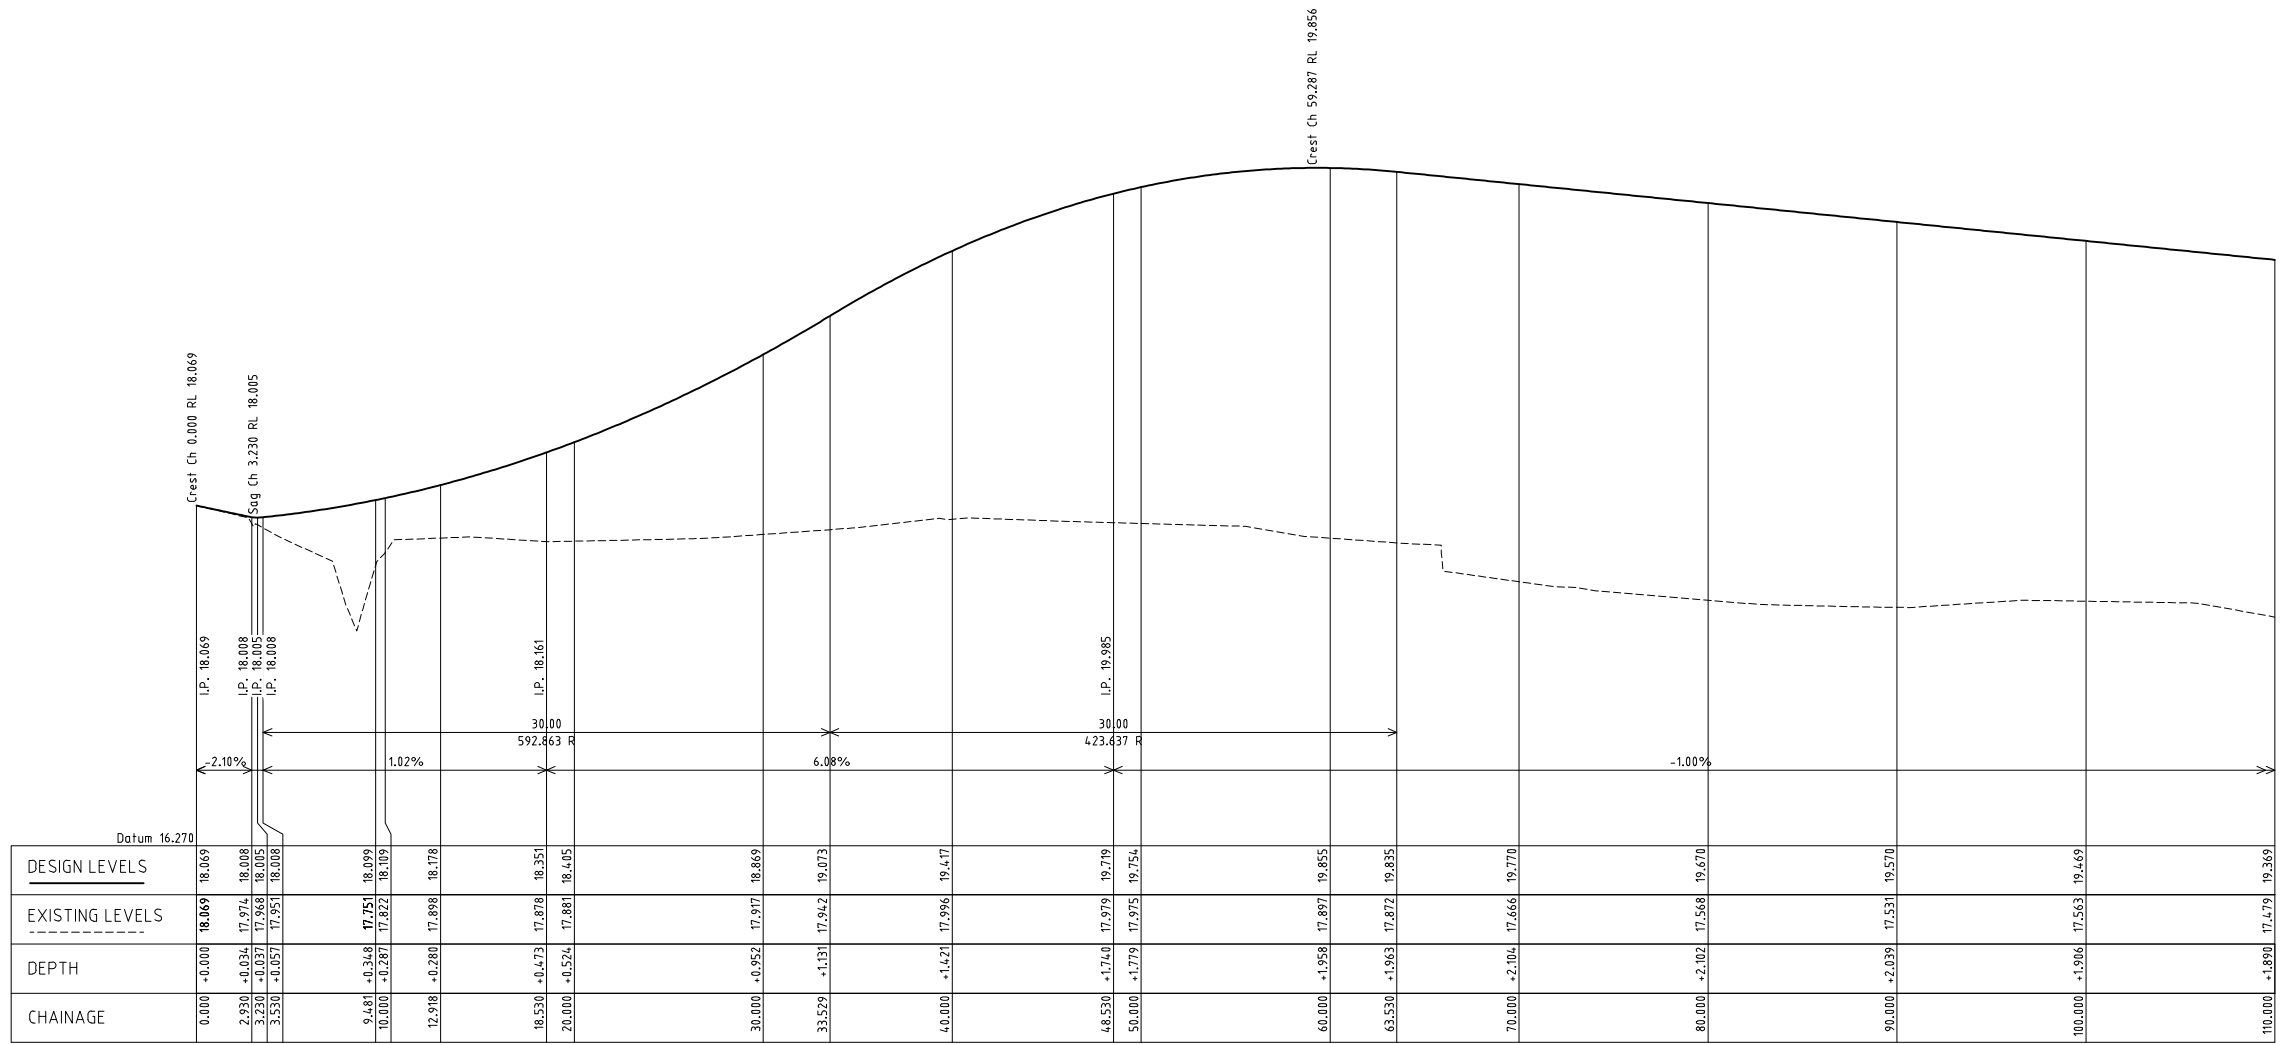 Crest Ch 59.287 RL 19.856
Crest Ch 0.000 RL 18.069
Sag Ch 3.230 RL 18.005
I.P. 18.069
I.P. 18.008
I.P. 18.005
I.P. 18.008
I.P. 18.161
I.P. 19.985
30.00
592.863 R
30.00
423.637 R
-2.10%
1.02%
6.08%
-1.00%
Datum 16.270
DESIGN LEVELS 18.069 18.008 18.005 18.008 18.099 18.109 18.178 18.351 18.405 18.869 19.073 19.417 19.719 19.754 19.855 19.835 19.770 19.670 19.570 19.469 19.369
EXISTING LEVELS 18.069 17.974 17.968 17.951 17.751 17.822 17.898 17.878 17.881 17.917 17.942 17.996 17.979 17.975 17.897 17.872 17.666 17.568 17.531 17.563 17.479
DEPTH +0.000 +0.034 +0.037 +0.057 +0.348 +0.287 +0.280 +0.473 +0.524 +0.952 +1.131 +1.421 +1.740 +1.779 +1.958 +1.963 +2.104 +2.102 +2.039 +1.906 +1.890
CHAINAGE 0.000 2.930 3.230 3.530 9.481 10.000 12.918 18.530 20.000 30.000 33.529 40.000 48.530 50.000 60.000 63.530 70.000 80.000 90.000 100.000 110.000